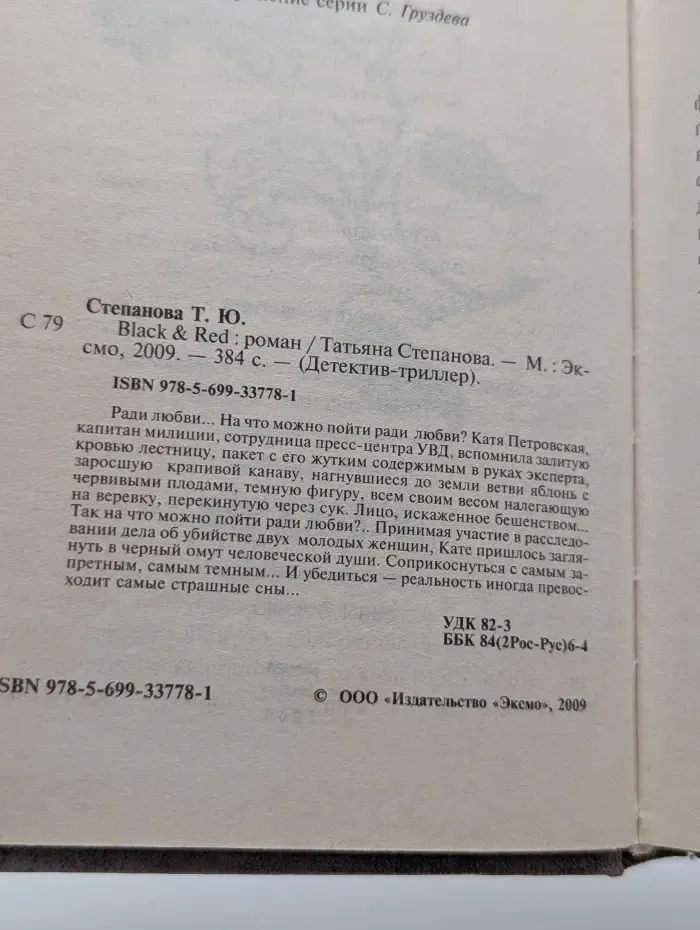 серии С. Груздева
Степанова Т. Ю.
С 79
Black & Red : роман / Татьяна Степанова. — М. : Эк-
смо, 2009. — 384 с. — (Детектив-триллер).
ISBN 978-5-699-33778-1
Ради любви... На что можно пойти ради любви? Катя Петровская,
капитан милиции, сотрудница пресс-центра УВД, вспомнила залитую
кровью лестницу, пакет с его жутким содержимым в руках эксперта,
заросшую крапивой канаву, нагнувшиеся до земли ветви яблонь с
червивыми плодами, темную фигуру, всем своим весом налегающую
на веревку, перекинутую через сук. Лицо, искаженное бешенством...
Так на что можно пойти ради любви?.. Принимая участие в расследо-
вании дела об убийстве двух молодых женщин, Кате пришлось загля-
нуть в черный омут человеческой души. Соприкоснуться с самым за-
претным, самым темным... И убедиться — реальность иногда превос-
ходит самые страшные сны...
УДК 82-3
ББК 84(2Рос-Рус)6-4
ISBN 978-5-699-33778-1
© ООО «Издательство «Эксмо», 2009